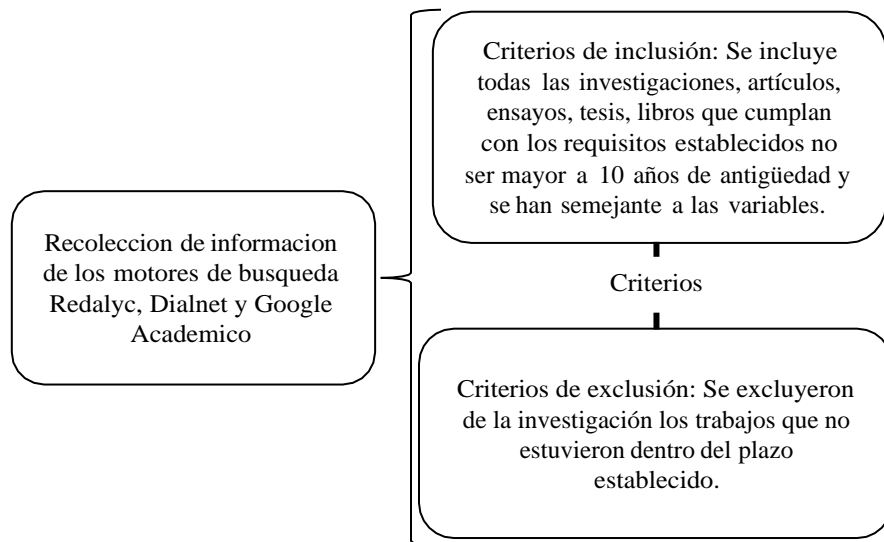 Criterios de inclusión: Se incluye
todas las investigaciones, artículos,
ensayos, tesis, libros que cumplan
con los requisitos establecidos no
ser mayor a 10 años de antigüedad y
se han semejante a las variables.
Recoleccion de informacion
de los motores de busqueda
Redalyc, Dialnet y Google
Academico
Criterios
Criterios de exclusión: Se excluyeron
de la investigación los trabajos que no
estuvieron dentro del plazo
establecido.